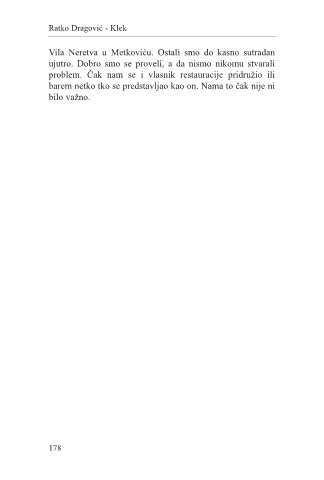 Ratko Dragović - Klek
Vila Neretva u Metkoviću. Ostali smo do kasno sutradan
ujutro. Dobro smo se proveli, a da nismo nikomu stvarali
problem. Čak nam se i vlasnik restauracije pridružio ili
barem netko tko se predstavljao kao on. Nama to čak nije ni
bilo važno.
178